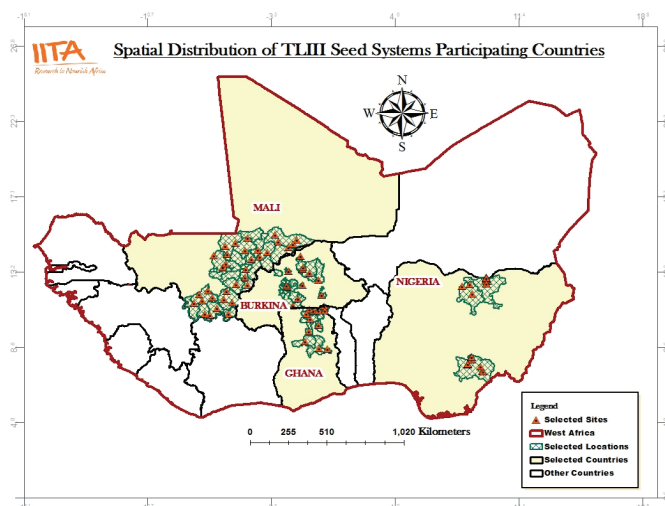 IITA
Research to Nourish Africa
Spatial Distribution of TLIII Seed Systems Participating Countries
N
W E
S
MALI
NIGERIA
BURKINA
GHANA
0 255 510 1,020 Kilometers
Legend
Selected Sites
West Africa
Selected Locations
Selected Countries
Other Countries